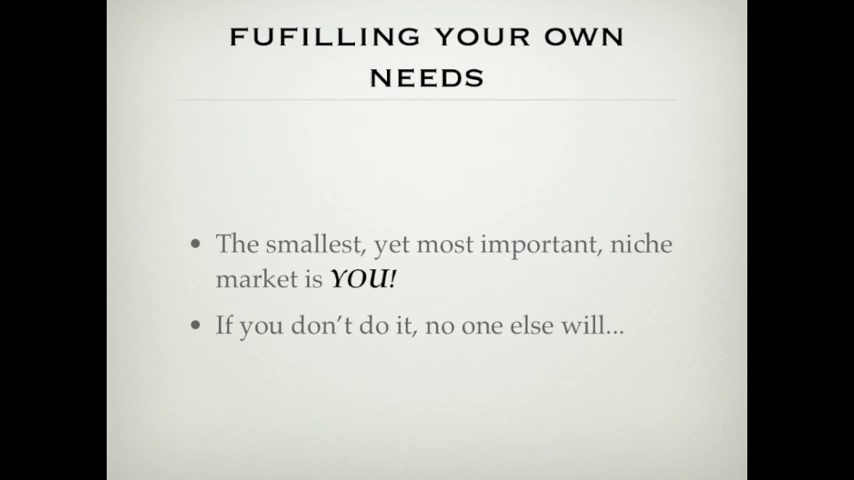 FUFILLING YOUR OWN
NEEDS
• The smallest, yet most important, niche
market is YOU!
• If you don't do it, no one else will...